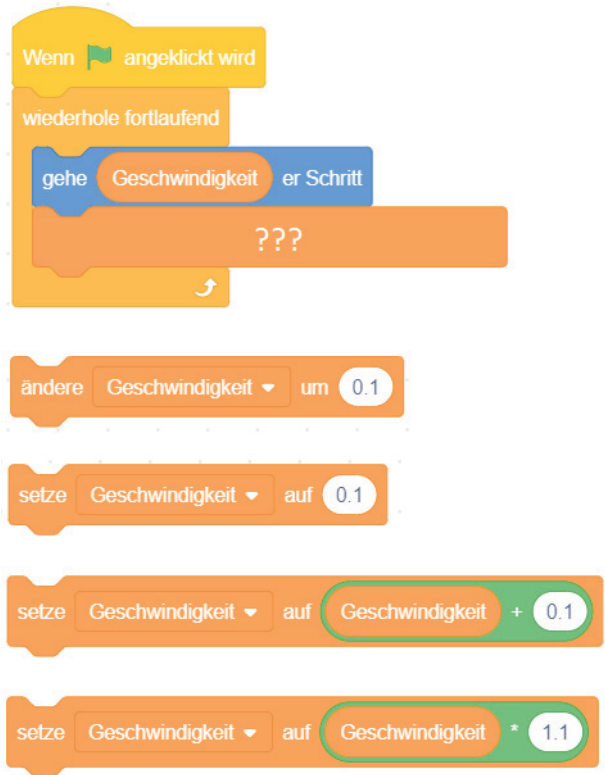 Wenn angeklickt wird
wiederhole fortlaufend
gehe Geschwindigkeit er Schritt
???
ändere Geschwindigkeit um 0.1
setze Geschwindigkeit auf 0.1
setze Geschwindigkeit auf Geschwindigkeit + 0.1
setze Geschwindigkeit auf Geschwindigkeit * 1.1